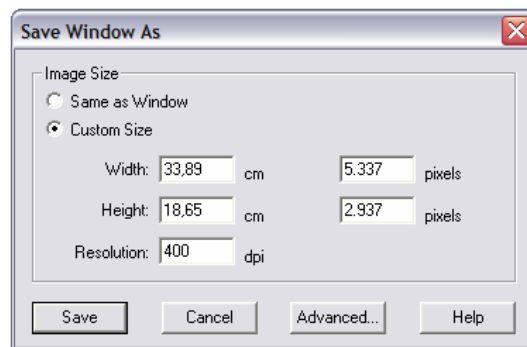 Save Window As
Image Size
Same as Window
Custom Size
Width: 33,89 cm 5.337 pixels
Height: 18,65 cm 2.937 pixels
Resolution: 400 dpi
Save Cancel Advanced... Help